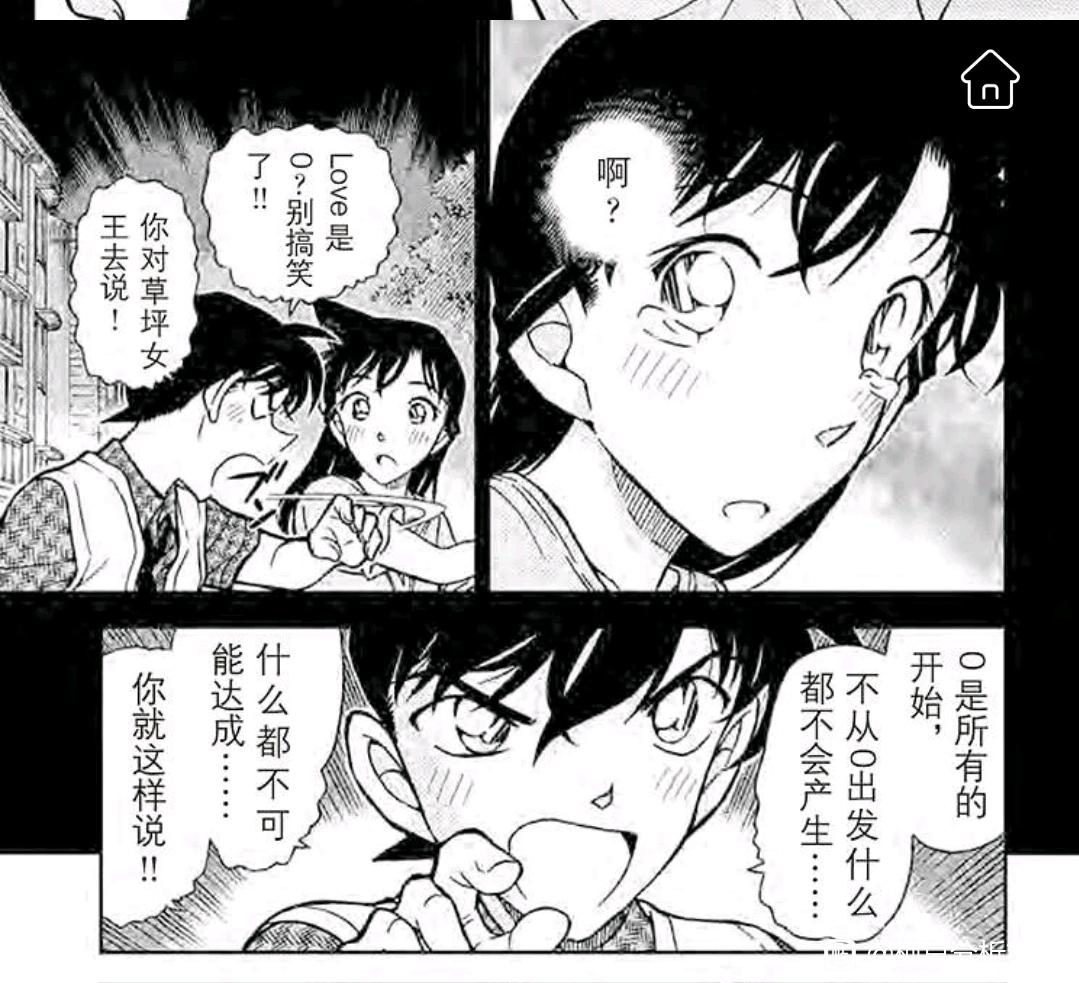 啊
?
Love是
0?别搞笑
了!!
你对草坪女
王去说!
0是所有的
开始,
不从0出发什么
都不会产生……
什么都不可
能达成……
你就这样说!!